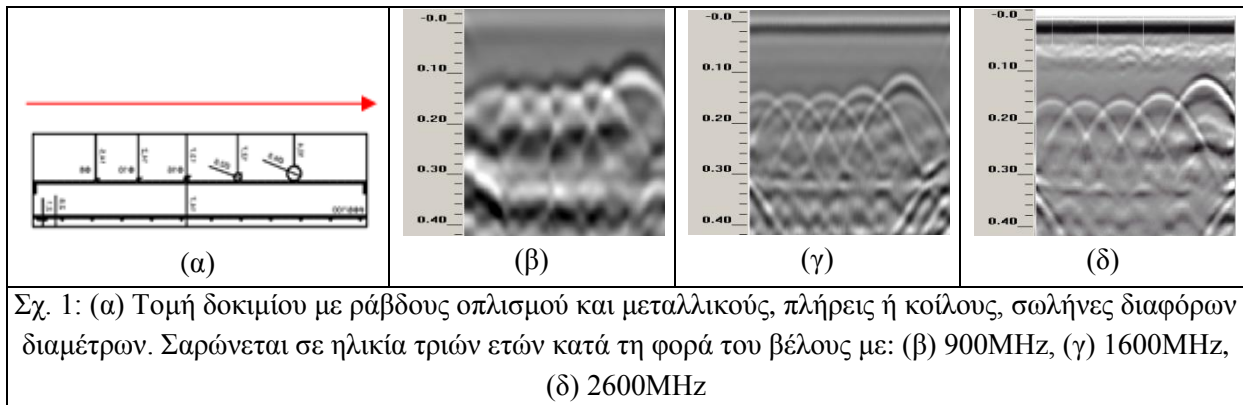 -0.0
0.10
0.20
0.30
0.40
-0.0
0.10
0.20
0.30
0.40
-0.0
0.10
0.20
0.30
0.40
(α)
(β)
(γ)
(δ)
Σχ. 1: (α) Τομή δοκιμίου με ράβδους οπλισμού και μεταλλικούς, πλήρεις ή κοίλους, σωλήνες διαφόρων
διαμέτρων. Σαρώνεται σε ηλικία τριών ετών κατά τη φορά του βέλους με: (β) 900MHz, (γ) 1600MHz,
(δ) 2600MHz